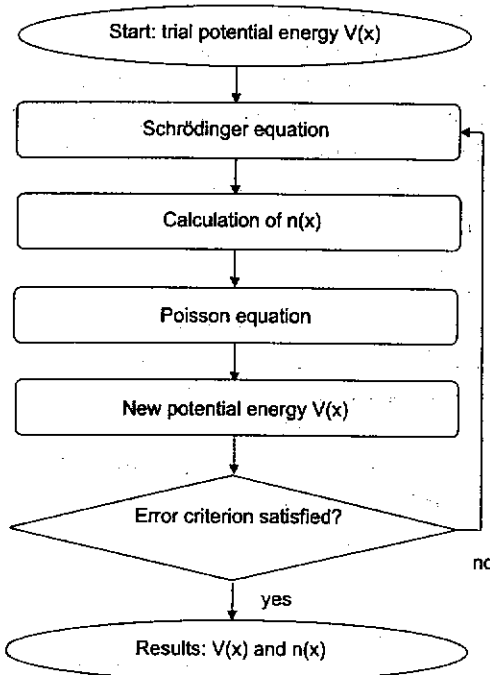 Start: trial potential energy V(x)
Schrödinger equation
Calculation of n(x)
Poisson equation
New potential energy V(x)
Error criterion satisfied?
no
yes
Results: V(x) and n(x)